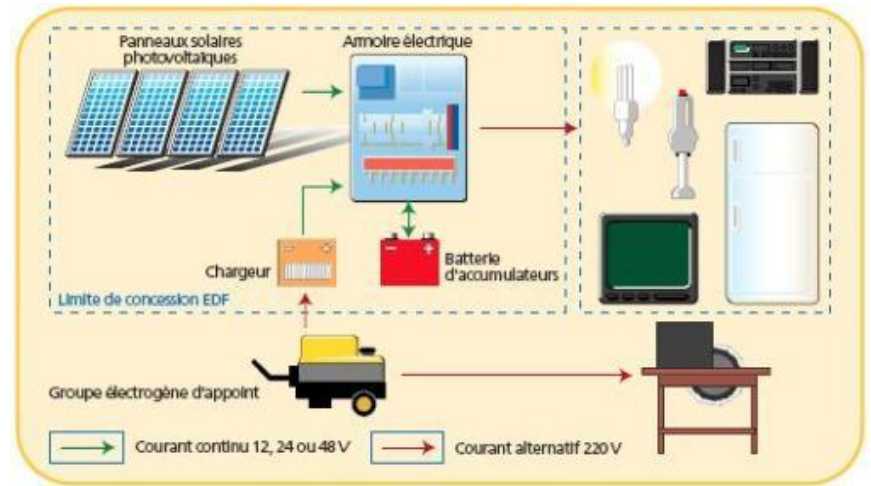 Panneaux solaires
photovoltaïques
Armoire électrique
Chargeur
Batterie
d'accumulateurs
Limite de concession EDF
Groupe électrogène d'appoint
Courant continu 12, 24 ou 48 V
Courant alternatif 220 V